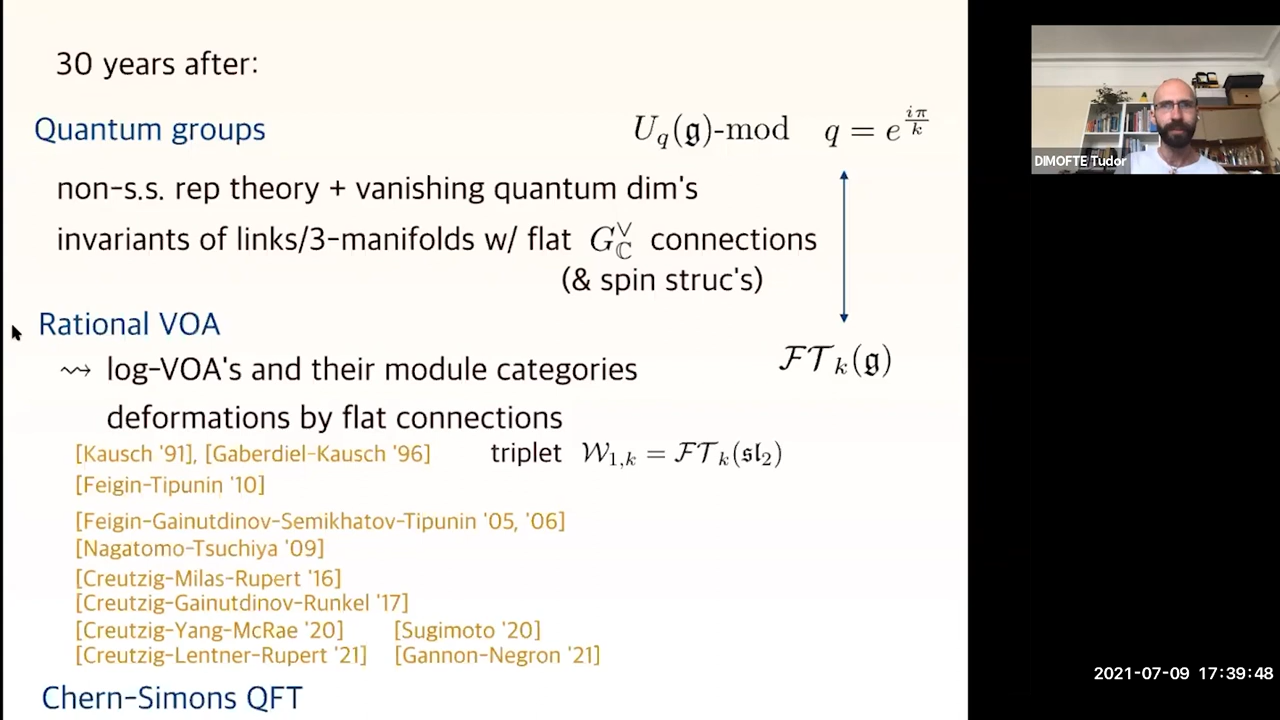 30 years after:
Quantum groups
U_q(𝔤)-mod q = e^{iπ/k}
non-s.s. rep theory + vanishing quantum dim's
invariants of links/3-manifolds w/ flat G_ℂ^∨ connections
(& spin struc's)
Rational VOA
⇝ log-VOA's and their module categories
ℱ𝒯_k(𝔤)
deformations by flat connections
[Kausch '91], [Gaberdiel-Kausch '96] triplet 𝒲_{1,k} = ℱ𝒯_k(𝔰𝔩_2)
[Feigin-Tipunin '10]
[Feigin-Gainutdinov-Semikhatov-Tipunin '05, '06]
[Nagatomo-Tsuchiya '09]
[Creutzig-Milas-Rupert '16]
[Creutzig-Gainutdinov-Runkel '17]
[Creutzig-Yang-McRae '20] [Sugimoto '20]
[Creutzig-Lentner-Rupert '21] [Gannon-Negron '21]
Chern-Simons QFT
DIMOFTE Tudor
2021-07-09 17:39:48